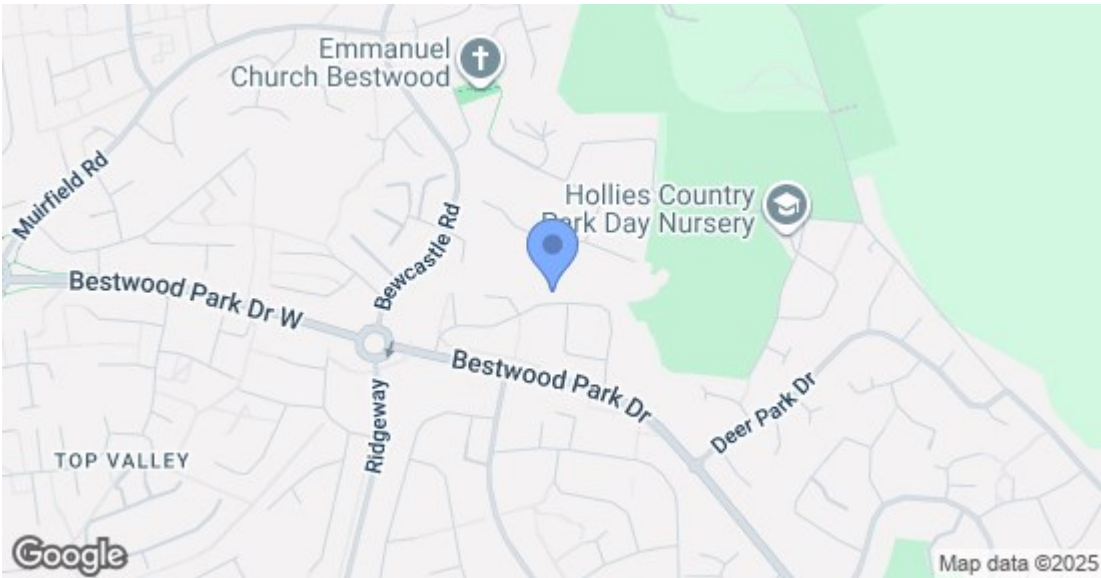 Emmanuel
Church Bestwood
Muirfield Rd
Hollies Country
Park Day Nursery
Bewcastle Rd
Bestwood Park Dr W
Bestwood Park Dr
Deer Park Dr
Ridgeway
TOP VALLEY
Google
Map data ©2025